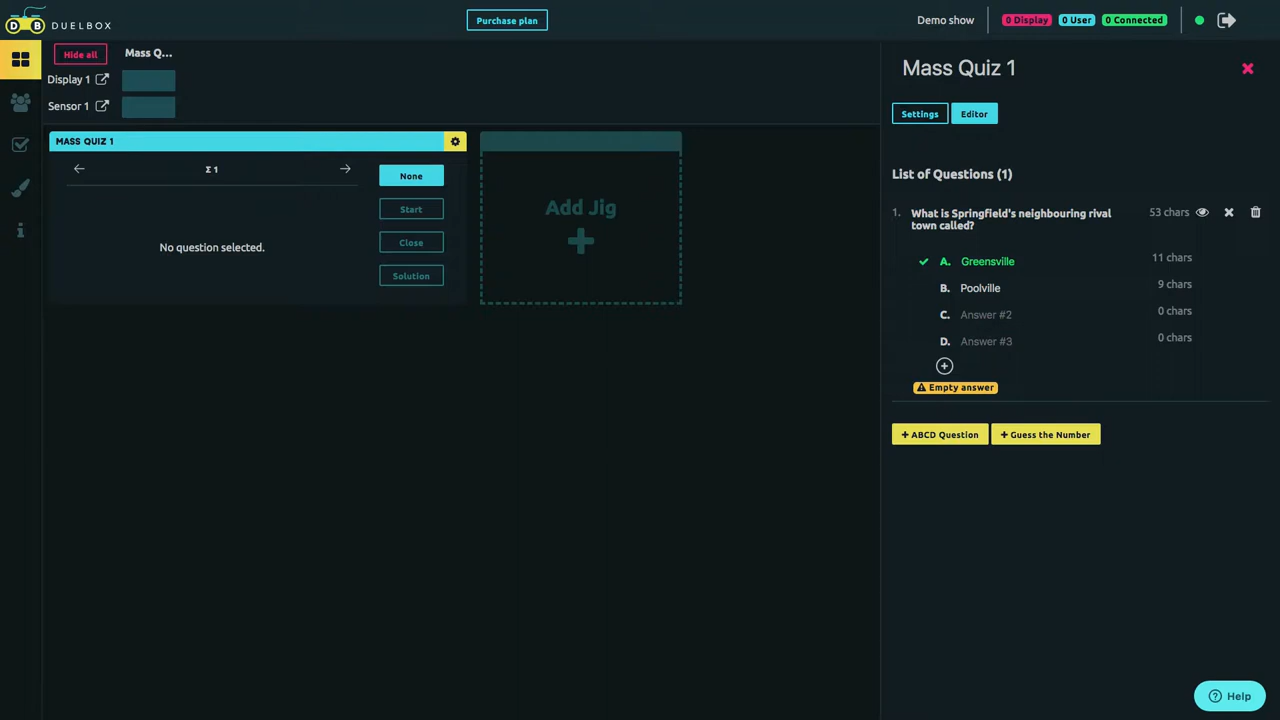 DB DUELBOX
Purchase plan
Demo show
0 Display
0 User
0 Connected
Hide all
Mass Q...
Display 1
Sensor 1
MASS QUIZ 1
Σ 1
No question selected.
None
Start
Close
Solution
Add Jig
Mass Quiz 1
Settings
Editor
List of Questions (1)
1. What is Springfield's neighbouring rival 53 chars
town called?
A. Greensville 11 chars
B. Poolville 9 chars
C. Answer #2 0 chars
D. Answer #3 0 chars
Empty answer
+ ABCD Question
+ Guess the Number
Help